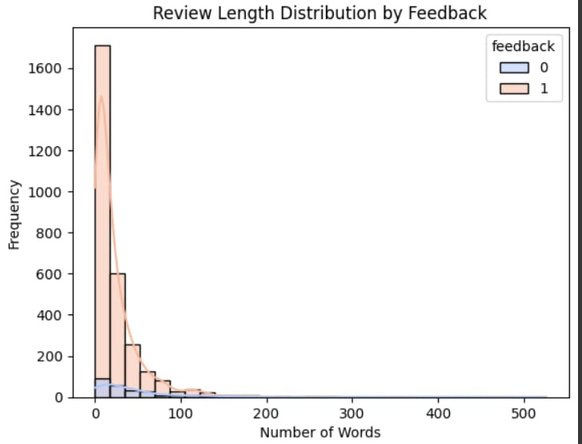 Review Length Distribution by Feedback
feedback
0
1
1600
1400
1200
1000
800
600
400
200
0
Frequency
0 100 200 300 400 500
Number of Words